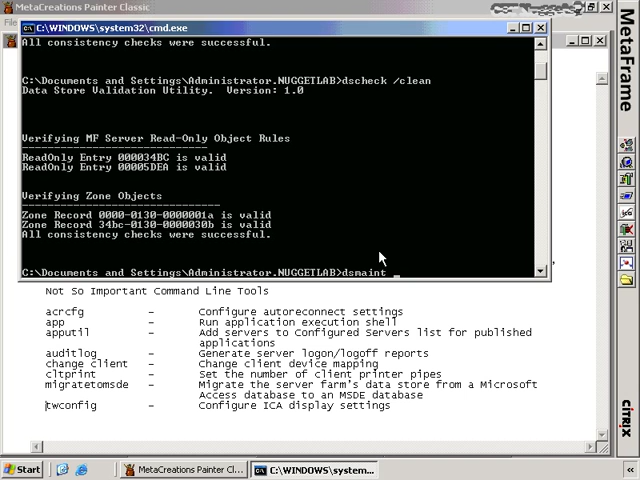 MetaCreations Painter Classic
C:\WINDOWS\system32\cmd.exe
All consistency checks were successful.
C:\Documents and Settings\Administrator.NUGGETLAB>dscheck /clean
Data Store Validation Utility.  Version: 1.0
Verifying MF Server Read-Only Object Rules
------------------------------------------
ReadOnly Entry 000034BC is valid
ReadOnly Entry 00005DEA is valid
Verifying Zone Objects
--------------------------------
Zone Record 0000-0130-0000001a is valid
Zone Record 34bc-0130-0000030b is valid
All consistency checks were successful.
C:\Documents and Settings\Administrator.NUGGETLAB>dsmaint _
Not So Important Command Line Tools
acrcfg - Configure autoreconnect settings
app - Run application execution shell
apputil - Add servers to Configured Servers list for published
applications
auditlog - Generate server logon/logoff reports
change client - Change client device mapping
cltprint - Set the number of client printer pipes
migratetomsde - Migrate the server farm's data store from a Microsoft
Access database to an MSDE database
twconfig - Configure ICA display settings
MetaFrame
CİTRIX
Start
MetaCreations Painter Cl...
C:\WINDOWS\system...